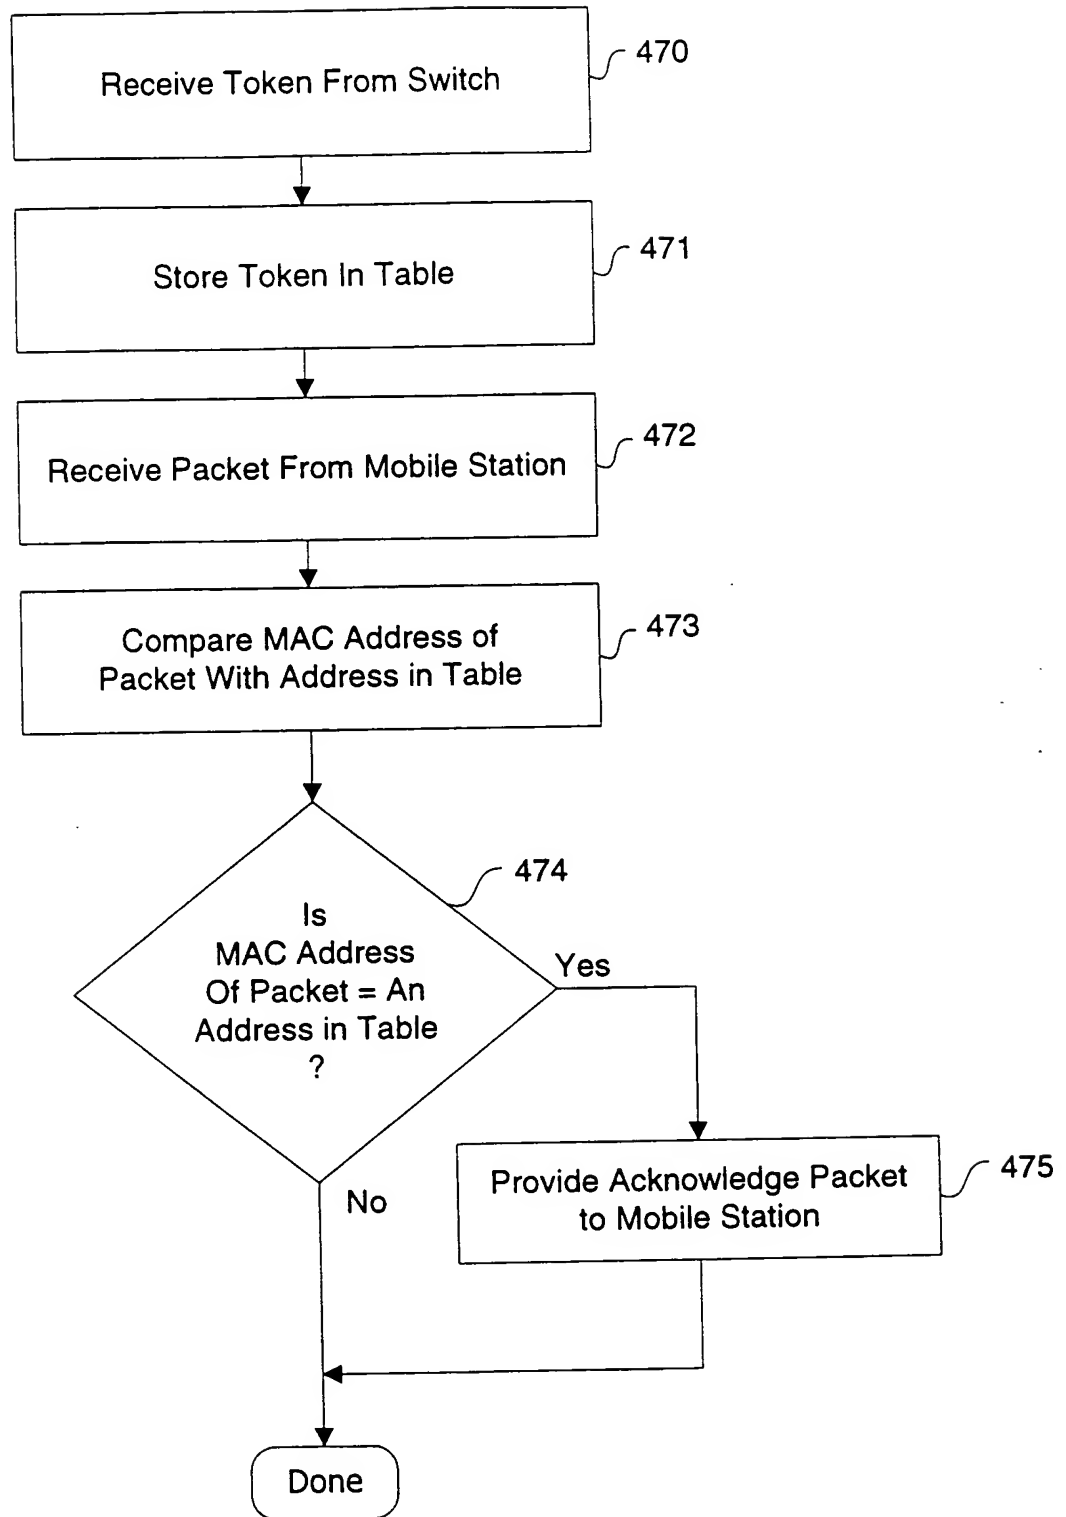 Receive Token From Switch
470
Store Token In Table
471
Receive Packet From Mobile Station
472
Compare MAC Address of
Packet With Address in Table
473
474
Is
MAC Address
Of Packet = An
Address in Table
?
Yes
No
Provide Acknowledge Packet
to Mobile Station
475
Done